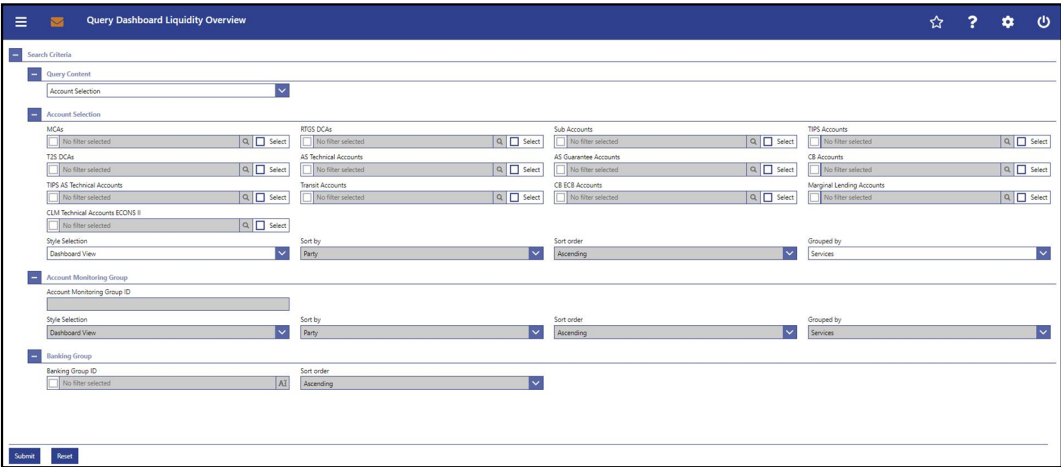 Query Dashboard Liquidity Overview
Search Criteria
Query Content
Account Selection
Account Selection
MCAs RTGS DCAs Sub Accounts TIPS Accounts
No filter selected Select No filter selected Select No filter selected Select No filter selected Select
T2S DCAs AS Technical Accounts AS Guarantee Accounts CB Accounts
No filter selected Select No filter selected Select No filter selected Select No filter selected Select
TIPS AS Technical Accounts Transit Accounts CB ECB Accounts Marginal Lending Accounts
No filter selected Select No filter selected Select No filter selected Select No filter selected Select
CLM Technical Accounts ECONS II
No filter selected Select
Style Selection Sort by Sort order Grouped by
Dashboard View Party Ascending Services
Account Monitoring Group
Account Monitoring Group ID
Style Selection Sort by Sort order Grouped by
Dashboard View Party Ascending Services
Banking Group
Banking Group ID Sort order
No filter selected AI Ascending
Submit Reset